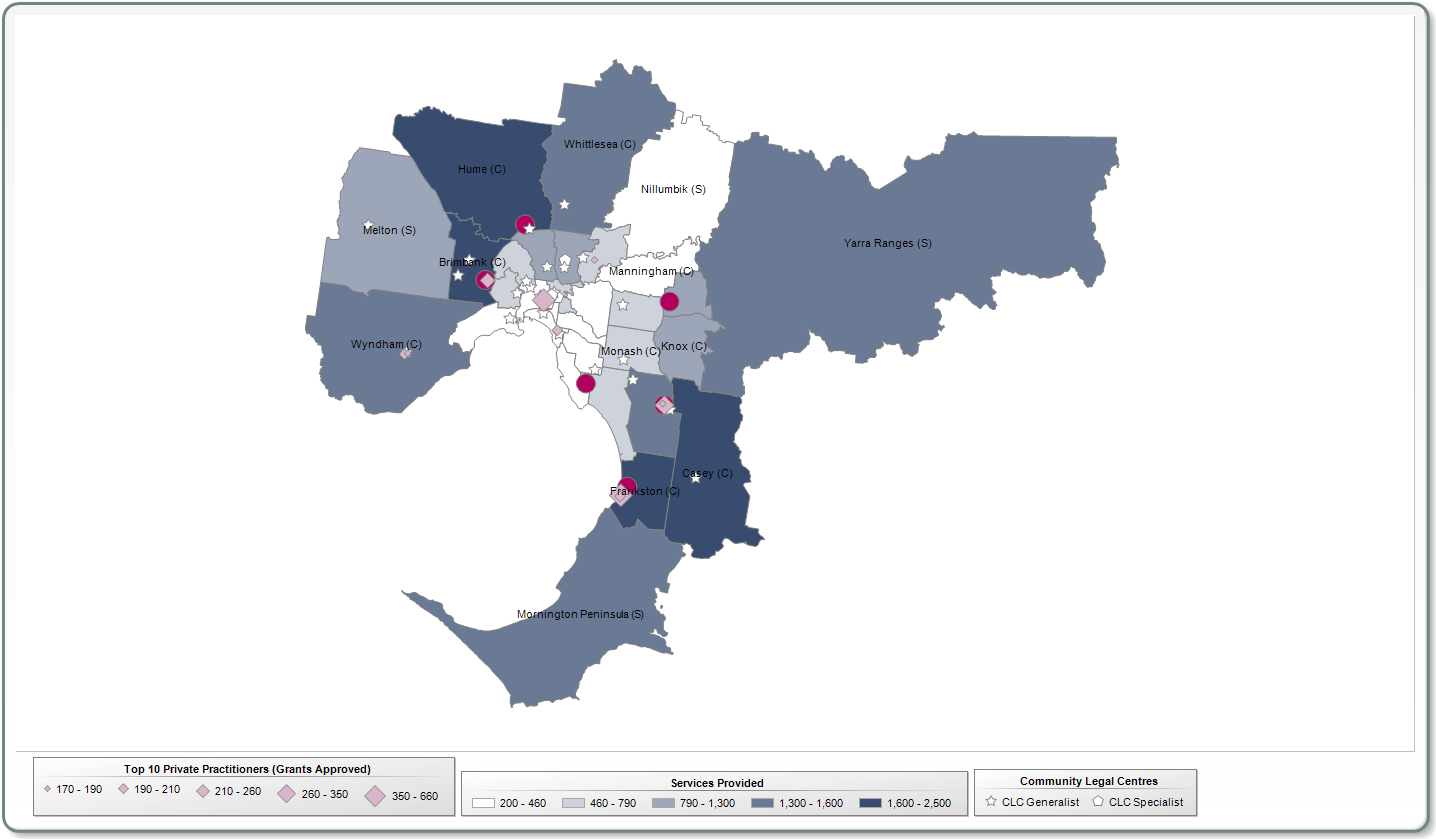 Whittlesea (C)
Hume (C)
Nillumbik (S)
Melton (S)
Yarra Ranges (S)
Brimbank (C)
Manningham (C)
Wyndham (C)
Monash (C)
Knox (C)
Casey (C)
Frankston (C)
Mornington Peninsula (S)
Top 10 Private Practitioners (Grants Approved)
170 - 190
190 - 210
210 - 260
260 - 350
350 - 660
Services Provided
200 - 460
460 - 790
790 - 1,300
1,300 - 1,600
1,600 - 2,500
Community Legal Centres
CLC Generalist
CLC Specialist